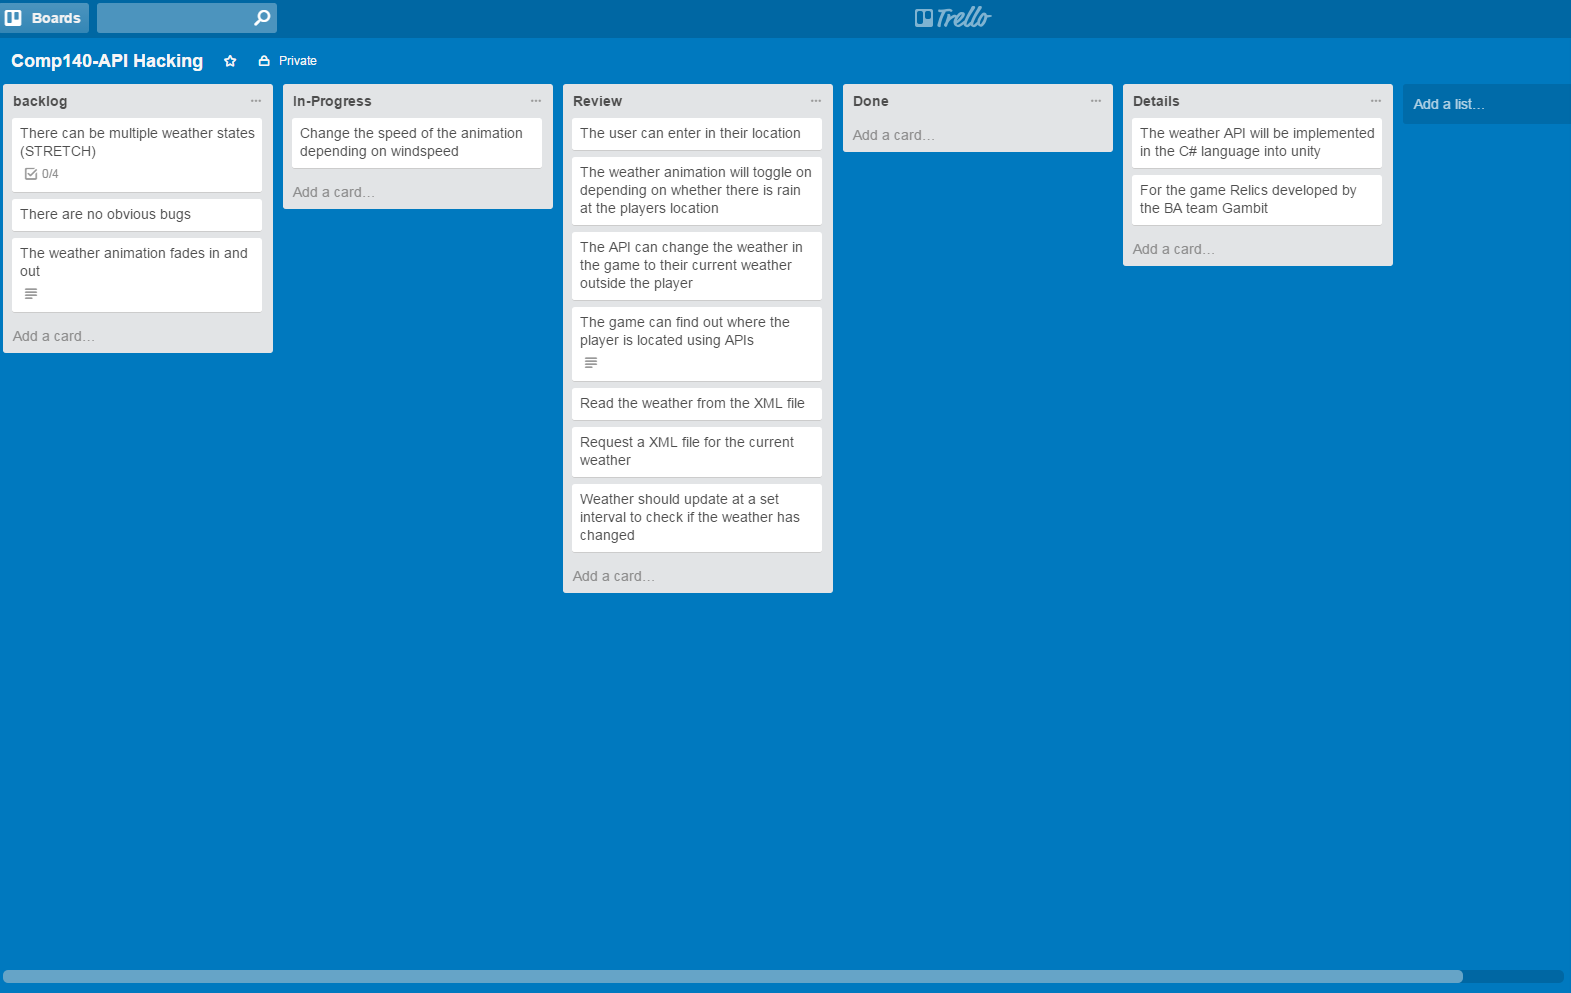 Boards
Trello
Comp140-API Hacking
Private
backlog
There can be multiple weather states
(STRETCH)
0/4
There are no obvious bugs
The weather animation fades in and
out
Add a card…
In-Progress
Change the speed of the animation
depending on windspeed
Add a card…
Review
The user can enter in their location
The weather animation will toggle on
depending on whether there is rain
at the players location
The API can change the weather in
the game to their current weather
outside the player
The game can find out where the
player is located using APIs
Read the weather from the XML file
Request a XML file for the current
weather
Weather should update at a set
interval to check if the weather has
changed
Add a card…
Done
Add a card…
Details
The weather API will be implemented
in the C# language into unity
For the game Relics developed by
the BA team Gambit
Add a card…
Add a list…